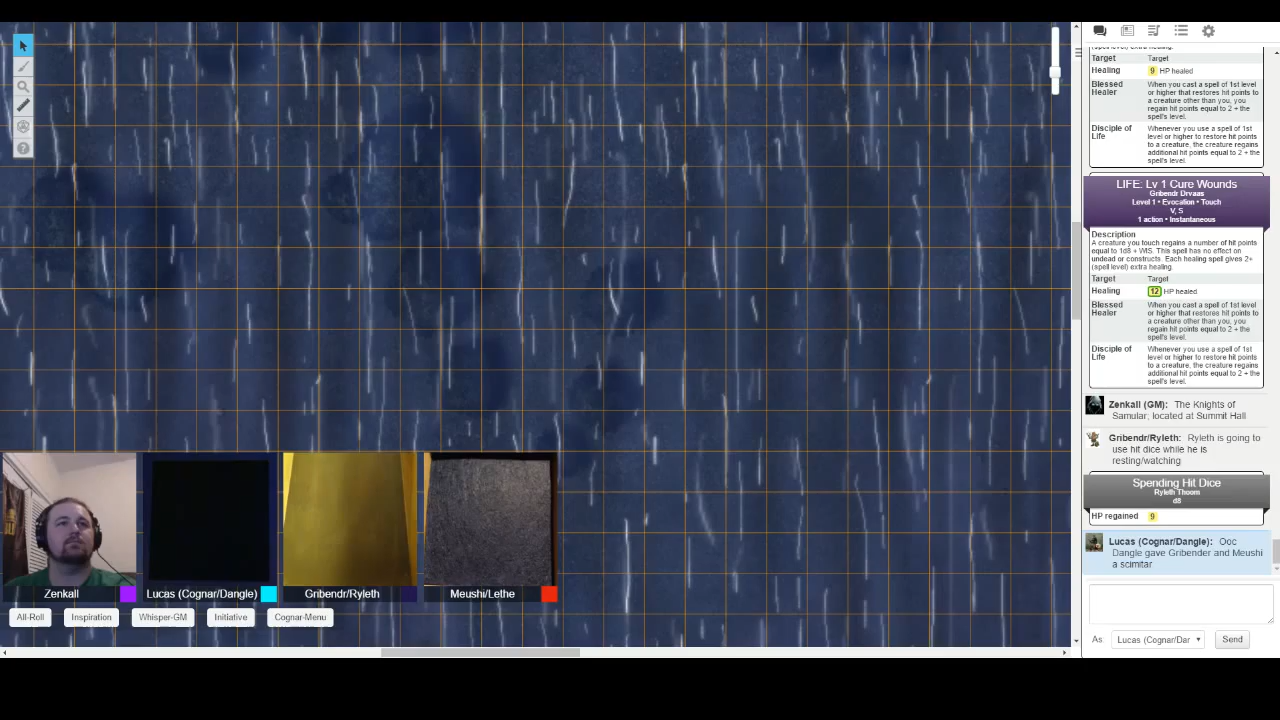 (spell level) extra healing.
Target Target
Healing 9 HP healed
Blessed Healer When you cast a spell of 1st level
or higher that restores hit points to
a creature other than you, you
regain hit points equal to 2 + the
spell's level.
Disciple of Life Whenever you use a spell of 1st
level or higher to restore hit points
to a creature, the creature regains
additional hit points equal to 2 + the
spell's level.
LIFE: Lv 1 Cure Wounds
Gribendr Drvaas
Level 1 • Evocation • Touch
V, S
1 action • Instantaneous
Description
A creature you touch regains a number of hit points
equal to 1d8 + WIS. This spell has no effect on
undead or constructs. Each healing spell gives 2+
(spell level) extra healing.
Target Target
Healing 12 HP healed
Blessed Healer When you cast a spell of 1st level
or higher that restores hit points to
a creature other than you, you
regain hit points equal to 2 + the
spell's level.
Disciple of Life Whenever you use a spell of 1st
level or higher to restore hit points
to a creature, the creature regains
additional hit points equal to 2 + the
spell's level.
Zenkall (GM): The Knights of
Samular; located at Summit Hall
Gribendr/Ryleth: Ryleth is going to
use hit dice while he is
resting/watching
Spending Hit Dice
Ryleth Thoom
d8
HP regained 9
Lucas (Cognar/Dangle): Ooc
Dangle gave Gribender and Meushi
a scimitar
As: Lucas (Cognar/Dar Send
Zenkall Lucas (Cognar/Dangle) Gribendr/Ryleth Meushi/Lethe
All-Roll Inspiration Whisper-GM Initiative Cognar-Menu